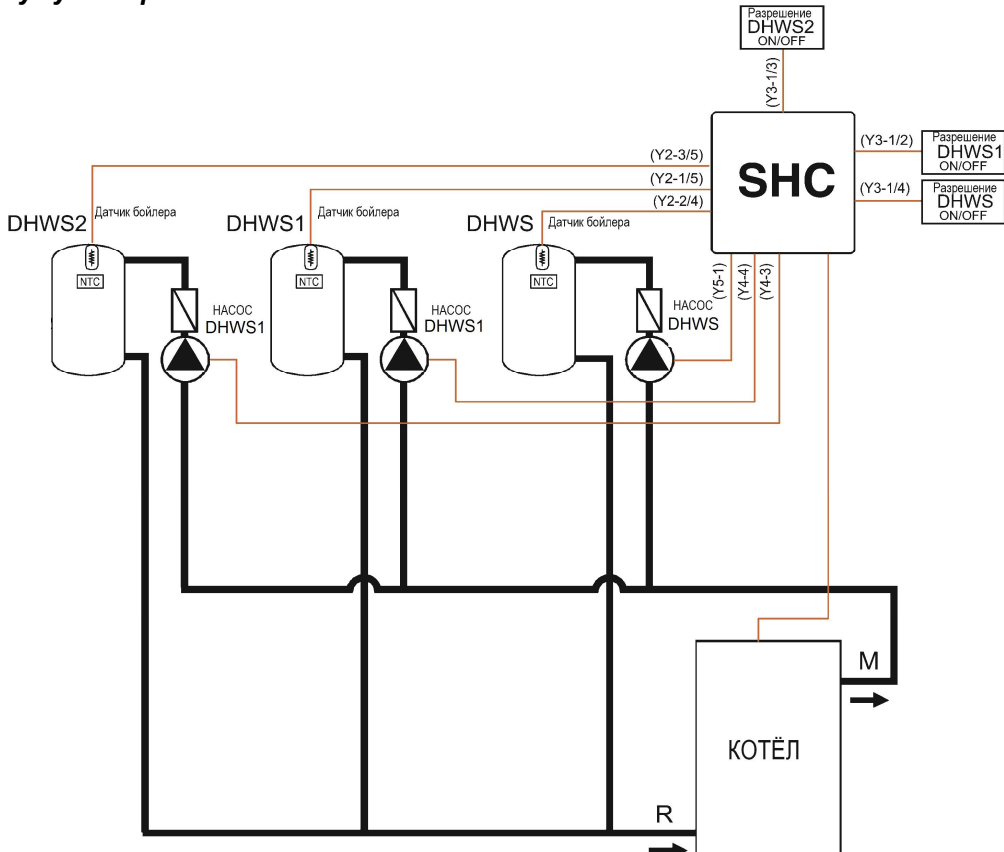 Разрешение
DHWS2
ON/OFF
(Y3-1/3)
SHC
(Y3-1/2)
Разрешение
DHWS1
ON/OFF
(Y3-1/4)
Разрешение
DHWS
ON/OFF
(Y2-3/5)
(Y2-1/5)
(Y2-2/4)
DHWS2
Датчик бойлера
DHWS1
Датчик бойлера
DHWS
Датчик бойлера
NTC
NTC
NTC
(Y5-1)
(Y4-4)
(Y4-3)
НАСОС
DHWS1
НАСОС
DHWS1
НАСОС
DHWS
M
КОТЁЛ
R